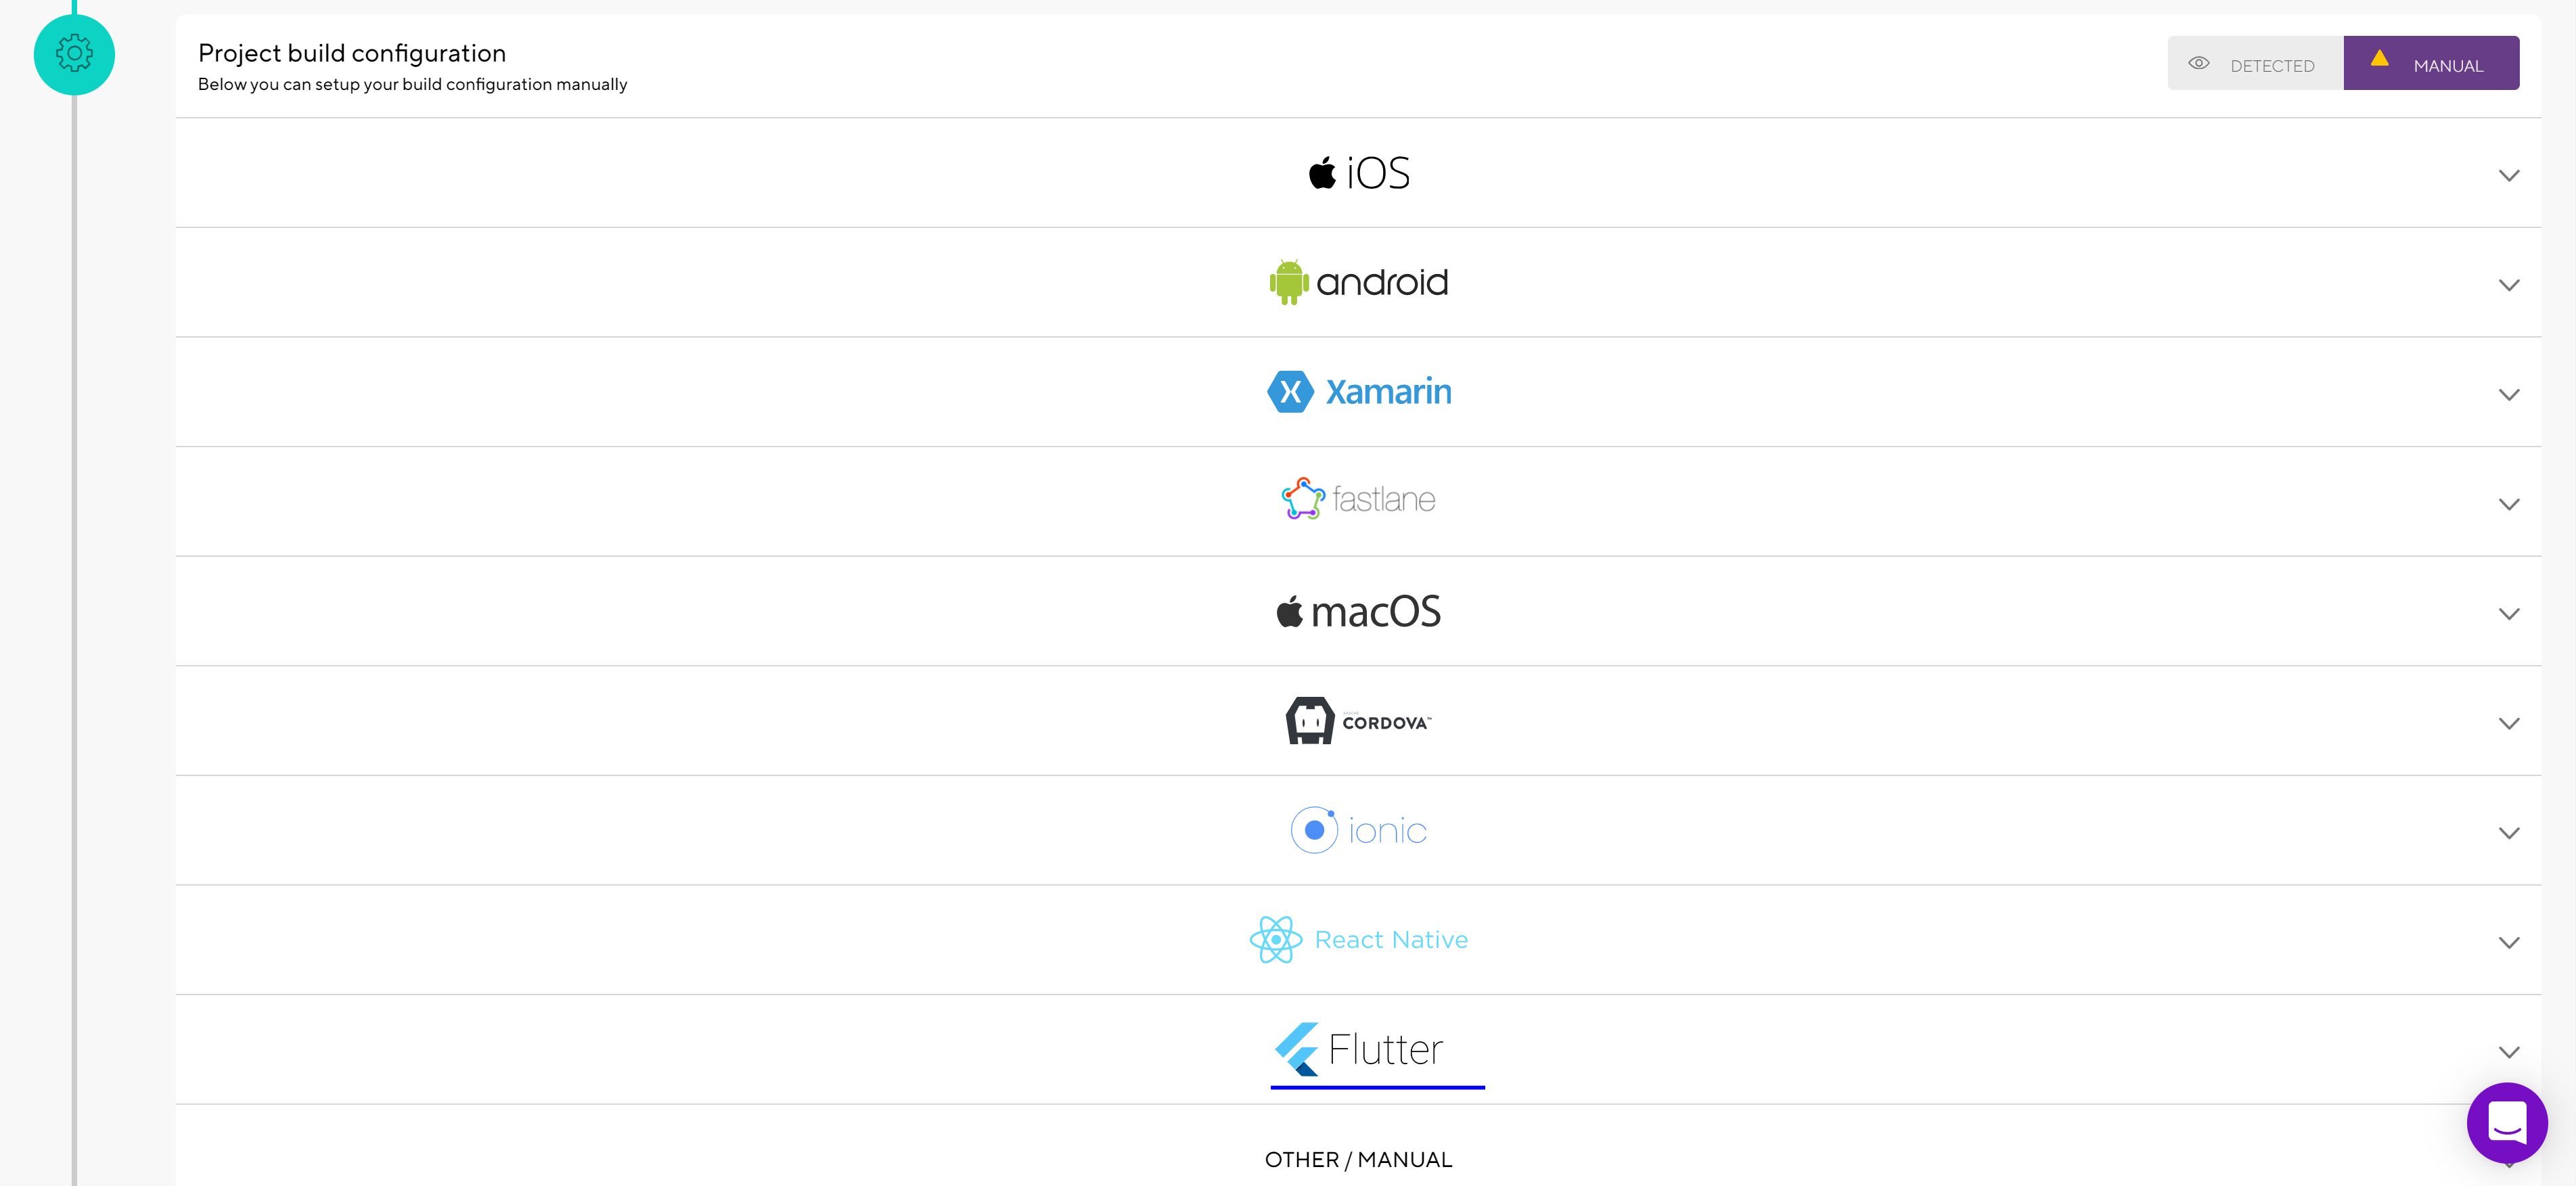 Project build configuration
Below you can setup your build configuration manually
DETECTED
MANUAL
iOS
android
Xamarin
fastlane
macOS
CORDOVA™
ionic
React Native
Flutter
OTHER / MANUAL